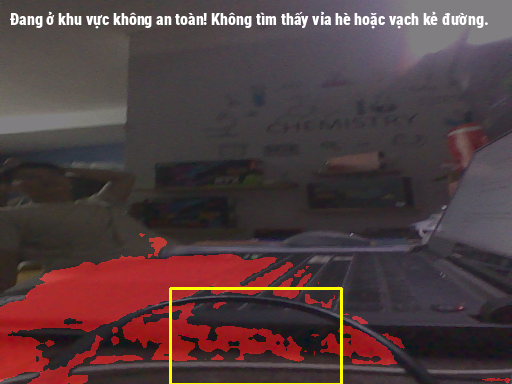 Đang ở khu vực không an toàn! Không tìm thấy vỉa hè hoặc vạch kẻ đường.
CHEMISTRY